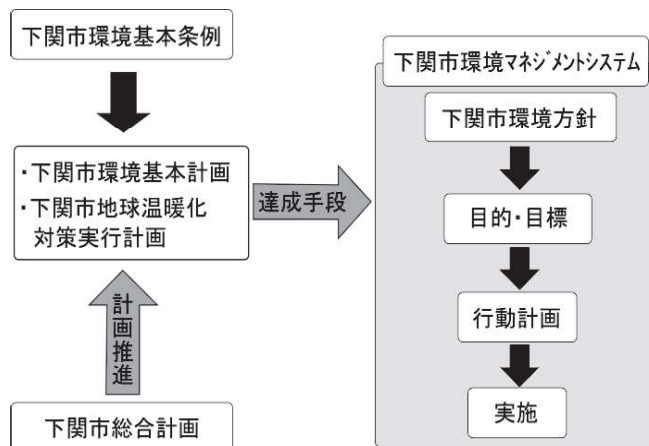 下関市環境基本条例
・下関市環境基本計画
・下関市地球温暖化
対策実行計画
計画推進
下関市総合計画
達成手段
下関市環境マネジメントシステム
下関市環境方針
目的・目標
行動計画
実施